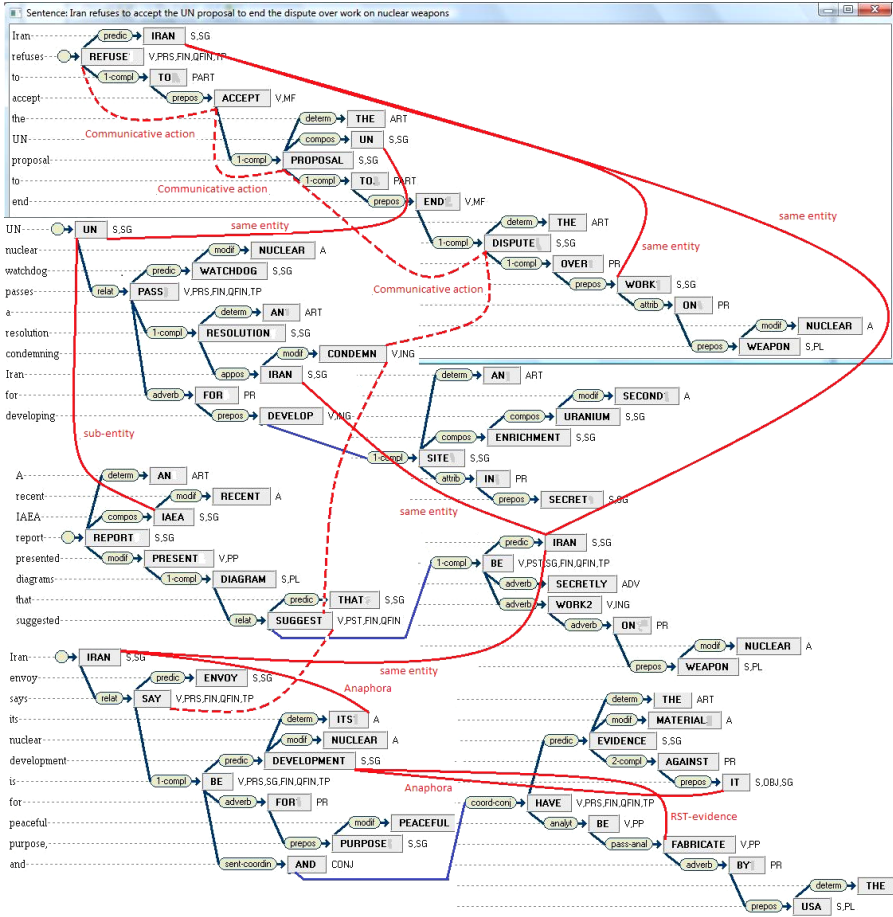 Sentence: Iran refuses to accept the UN proposal to end the dispute over work on nuclear weapons
Iran predic IRAN S,SG
refuses REFUSE V,PRS,FIN,QFIN,TP
to 1-compl TO PART
accept prepos ACCEPT V,MF
the determ THE ART
Communicative action
UN compos UN S,SG
proposal 1-compl PROPOSAL S,SG
to 1-compl TO PART
Communicative action
end prepos END V,MF
UN UN S,SG same entity determ THE ART same entity
nuclear modif NUCLEAR A 1-compl DISPUTE S,SG same entity
watchdog predic WATCHDOG S,SG 1-compl OVER PR
passes relat PASS V,PRS,FIN,QFIN,TP Communicative action prepos WORK S,SG
a determ AN ART attrib ON PR
resolution 1-compl RESOLUTION S,SG modif NUCLEAR A
condemning modif CONDEMN V,ING prepos WEAPON S,PL
Iran appos IRAN S,SG determ AN ART
for adverb FOR PR modif SECOND A
developing prepos DEVELOP V,ING compos URANIUM S,SG
sub-entity compos ENRICHMENT S,SG
1-compl SITE S,SG
A determ AN ART attrib IN PR
recent modif RECENT A prepos SECRET S,SG
IAEA compos IAEA S,SG same entity
report REPORT S,SG predic IRAN S,SG
presented modif PRESENT V,PP 1-compl BE V,PST,SG,FIN,QFIN,TP
diagrams 1-compl DIAGRAM S,PL adverb SECRETLY ADV
that predic THAT S,SG adverb WORK2 V,ING
suggested relat SUGGEST V,PST,FIN,QFIN adverb ON PR
modif NUCLEAR A
Iran IRAN S,SG prepos WEAPON S,PL
same entity
envoy predic ENVOY S,SG
Anaphora
says relat SAY V,PRS,FIN,QFIN,TP determ THE ART
its determ ITS A modif MATERIAL A
nuclear modif NUCLEAR A predic EVIDENCE S,SG
development predic DEVELOPMENT S,SG 2-compl AGAINST PR
is 1-compl BE V,PRS,SG,FIN,QFIN,TP Anaphora prepos IT S,OBJ,SG
for adverb FOR PR coord-conj HAVE V,PRS,FIN,QFIN,TP
RST-evidence
peaceful modif PEACEFUL analyt BE V,PP
purpose, prepos PURPOSE S,SG pass-anal FABRICATE V,PP
and sent-coordin AND CONJ adverb BY PR
determ THE
prepos USA S,PL